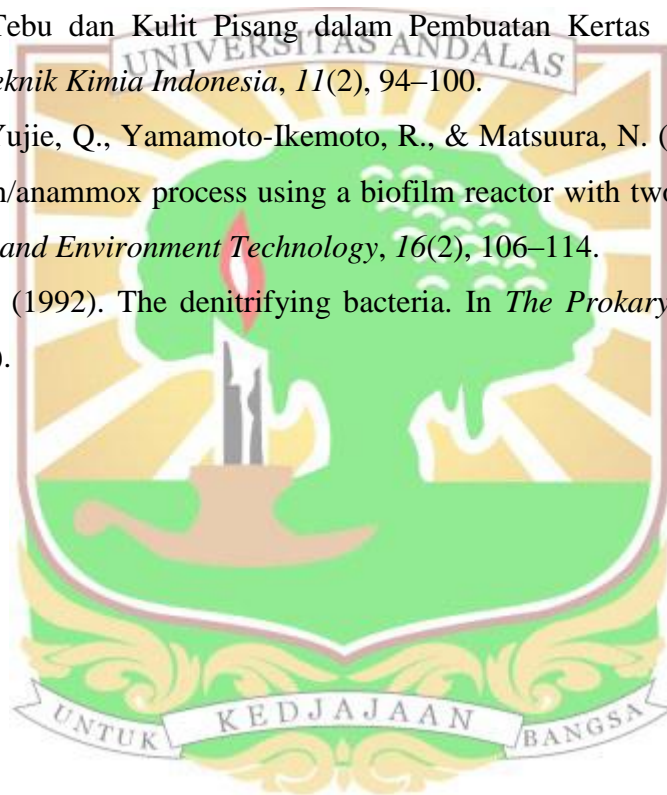 Tebu dan Kulit Pisang dalam Pembuatan Kertas
UNIVERSITAS ANDALAS
eknik Kimia Indonesia, 11(2), 94–100.
Yujie, Q., Yamamoto-Ikemoto, R., & Matsuura, N. (
n/anammox process using a biofilm reactor with two
and Environment Technology, 16(2), 106–114.
(1992). The denitrifying bacteria. In The Prokary
).
UNTUK KEDJAJAAN BANGSA